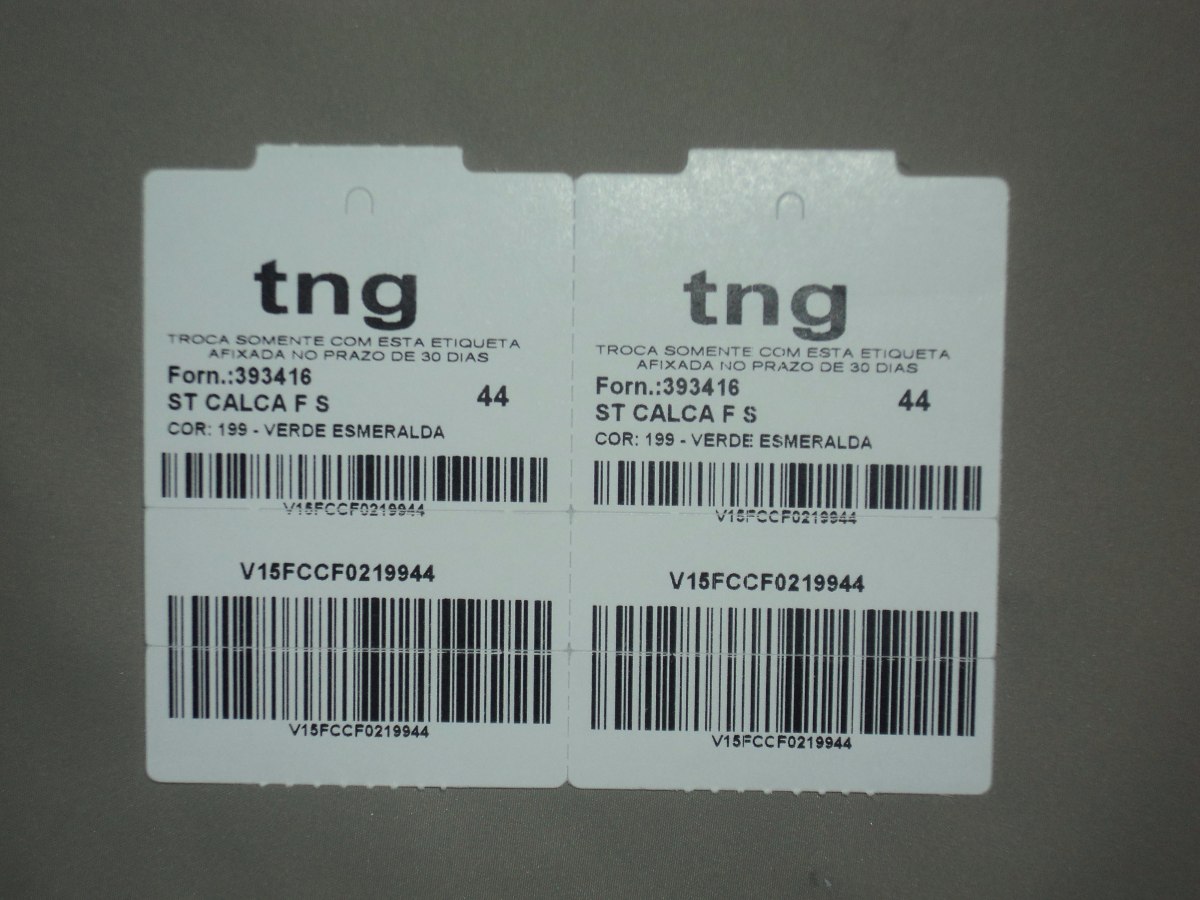 tng
TROCA SOMENTE COM ESTA ETIQUETA
AFIXADA NO PRAZO DE 30 DIAS
Forn.:393416
ST CALCA F S
44
COR: 199 - VERDE ESMERALDA
V15FCCF0219944
V15FCCF0219944
V15FCCF0219944
tng
TROCA SOMENTE COM ESTA ETIQUETA
AFIXADA NO PRAZO DE 30 DIAS
Forn.:393416
ST CALCA F S
44
COR: 199 - VERDE ESMERALDA
V15FCCF0219944
V15FCCF0219944
V15FCCF0219944